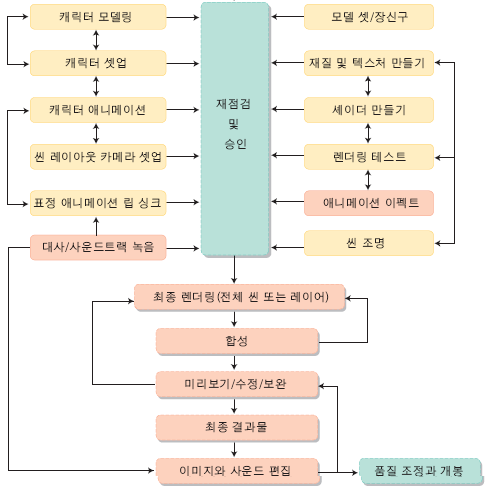 캐릭터 모델링
캐릭터 셋업
캐릭터 애니메이션
씬 레이아웃 카메라 셋업
표정 애니메이션 립 싱크
대사/사운드트랙 녹음
재점검
및
승인
모델 셋/장신구
재질 및 텍스처 만들기
셰이더 만들기
렌더링 테스트
애니메이션 이펙트
씬 조명
최종 렌더링(전체 씬 또는 레이어)
합성
미리보기/수정/보완
최종 결과물
이미지와 사운드 편집
품질 조정과 개봉